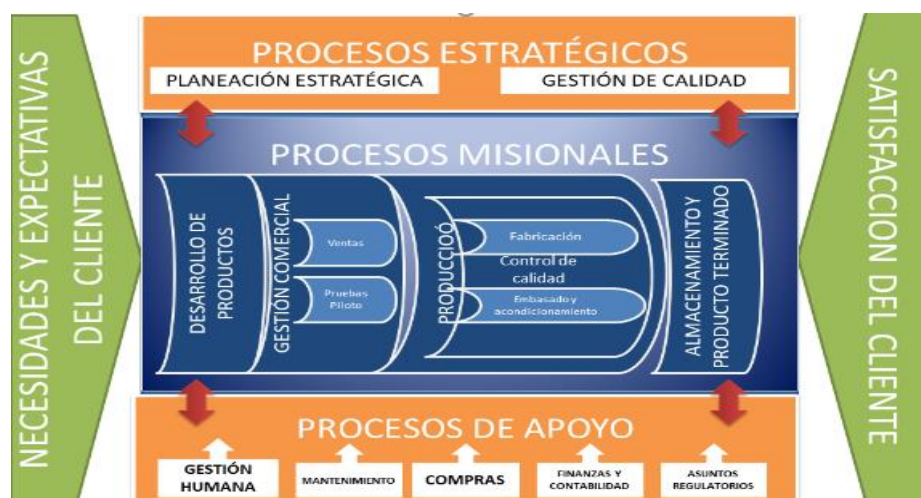 NECESIDADES Y EXPECTATIVAS
DEL CLIENTE
PROCESOS ESTRATÉGICOS
PLANEACIÓN ESTRATÉGICA
GESTIÓN DE CALIDAD
PROCESOS MISIONALES
DESARROLLO DE
PRODUCTOS
GESTIÓN COMERCIAL
Ventas
Pruebas
Piloto
PRODUCCIOÓ
Fabricación
Control de
calidad
Embasado y
acondicionamiento
ALMACENAMIENTO Y
PRODUCTO TERMINADO
PROCESOS DE APOYO
GESTIÓN
HUMANA
MANTENIMIENTO
COMPRAS
FINANZAS Y
CONTABILIDAD
ASUNTOS
REGULATORIOS
SATISFACCION DEL CLIENTE